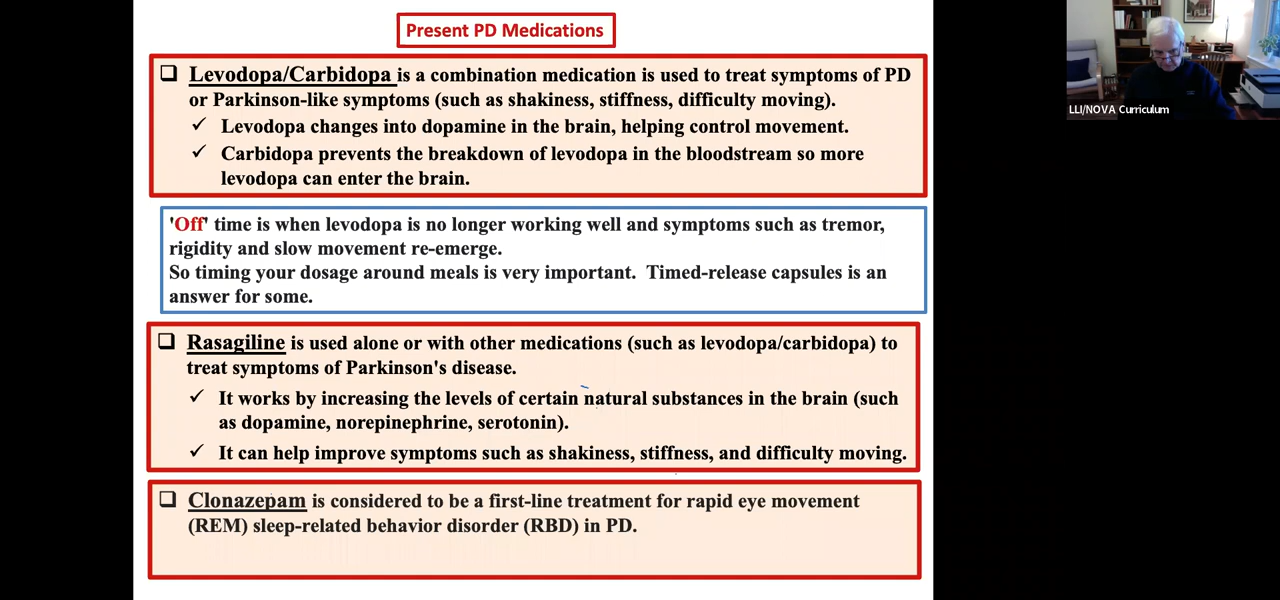 Present PD Medications
Levodopa/Carbidopa is a combination medication is used to treat symptoms of PD
or Parkinson-like symptoms (such as shakiness, stiffness, difficulty moving).
Levodopa changes into dopamine in the brain, helping control movement.
Carbidopa prevents the breakdown of levodopa in the bloodstream so more
levodopa can enter the brain.
'Off' time is when levodopa is no longer working well and symptoms such as tremor,
rigidity and slow movement re-emerge.
So timing your dosage around meals is very important. Timed-release capsules is an
answer for some.
Rasagiline is used alone or with other medications (such as levodopa/carbidopa) to
treat symptoms of Parkinson's disease.
It works by increasing the levels of certain natural substances in the brain (such
as dopamine, norepinephrine, serotonin).
It can help improve symptoms such as shakiness, stiffness, and difficulty moving.
Clonazepam is considered to be a first-line treatment for rapid eye movement
(REM) sleep-related behavior disorder (RBD) in PD.
LLI/NOVA Curriculum